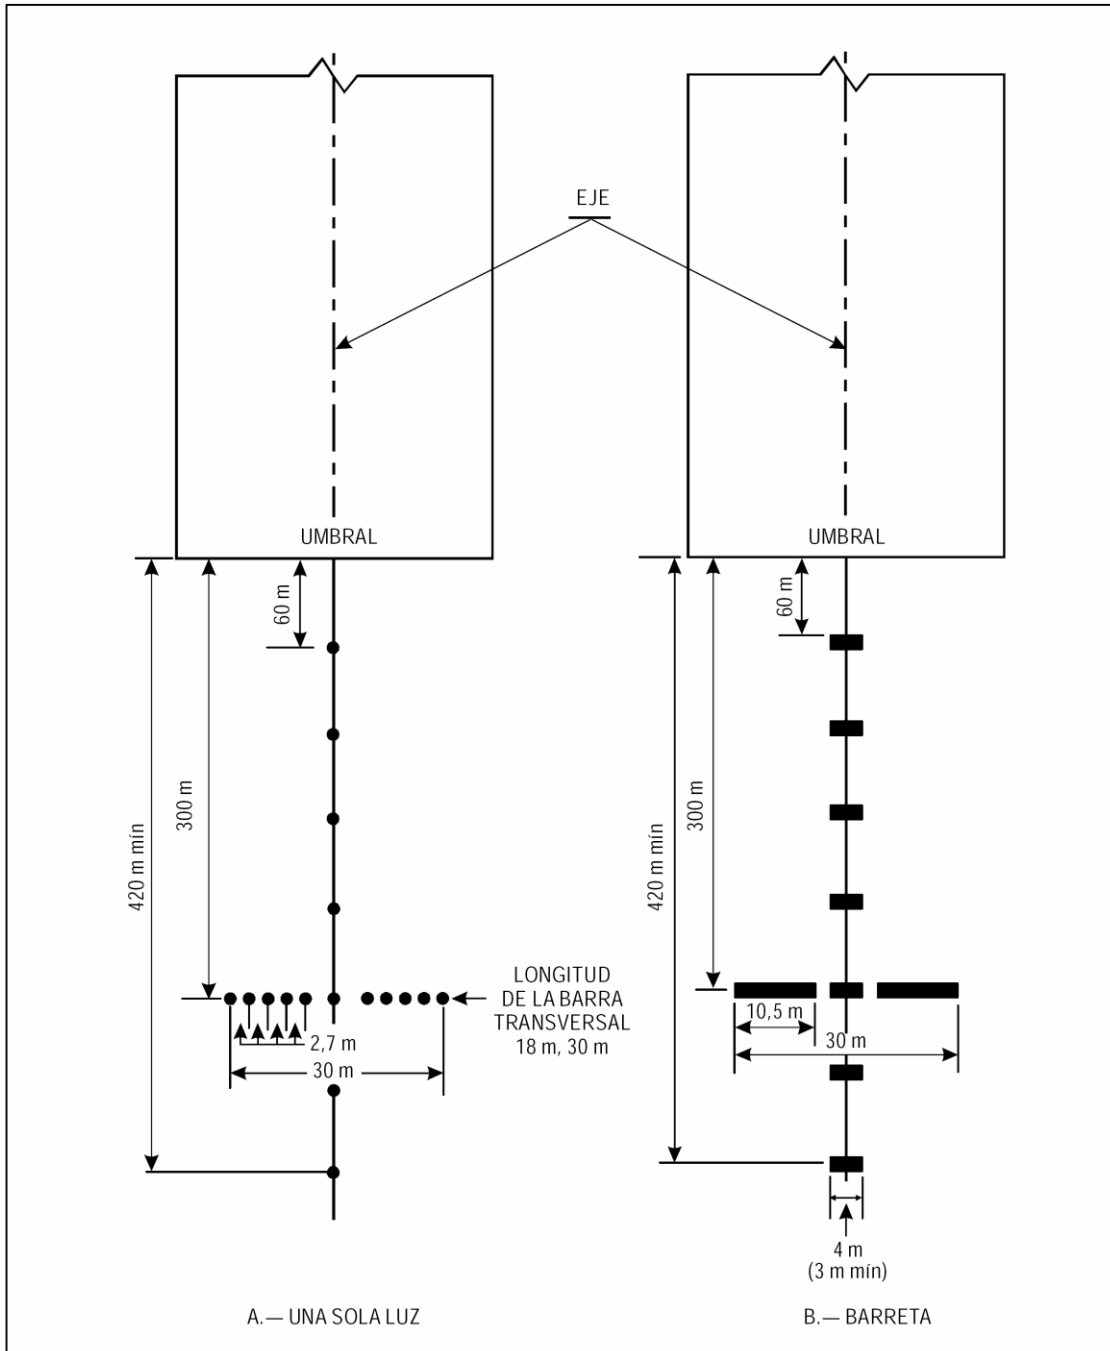 EJE
UMBRAL
UMBRAL
60 m
60 m
300 m
300 m
420 m mín
420 m mín
LONGITUD
DE LA BARRA
TRANSVERSAL
18 m, 30 m
2,7 m
30 m
10,5 m
30 m
4 m
(3 m mín)
A.— UNA SOLA LUZ
B.— BARRETA